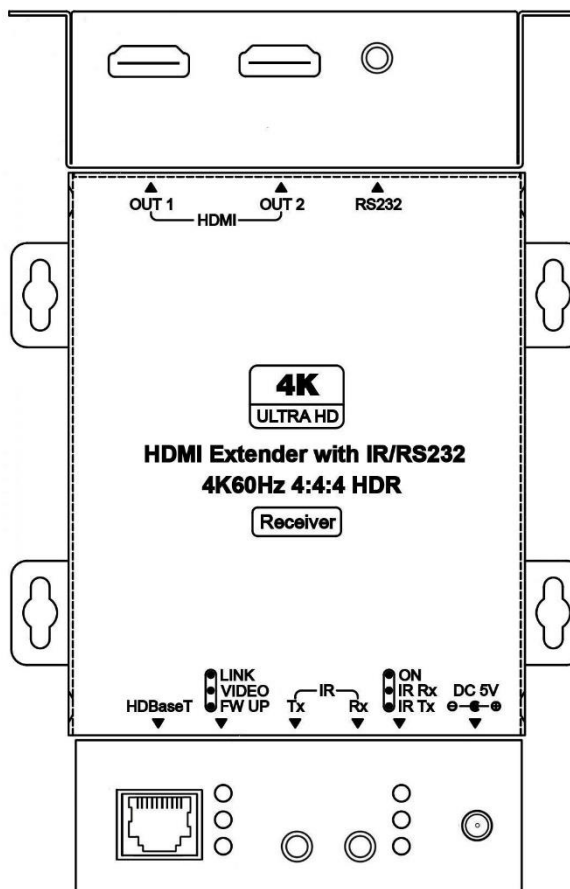 OUT 1 OUT 2 RS232
HDMI
4K
ULTRA HD
HDMI Extender with IR/RS232
4K60Hz 4:4:4 HDR
Receiver
LINK ON
VIDEO IR IR Rx DC 5V
HDBaseT FW UP Tx Rx IR Tx